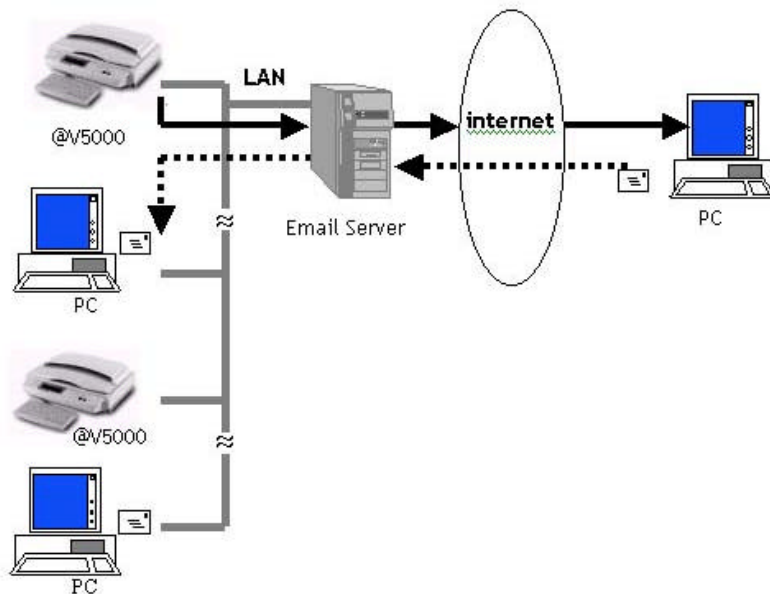 LAN
@V5000
internet
Email Server
PC
PC
@V5000
PC